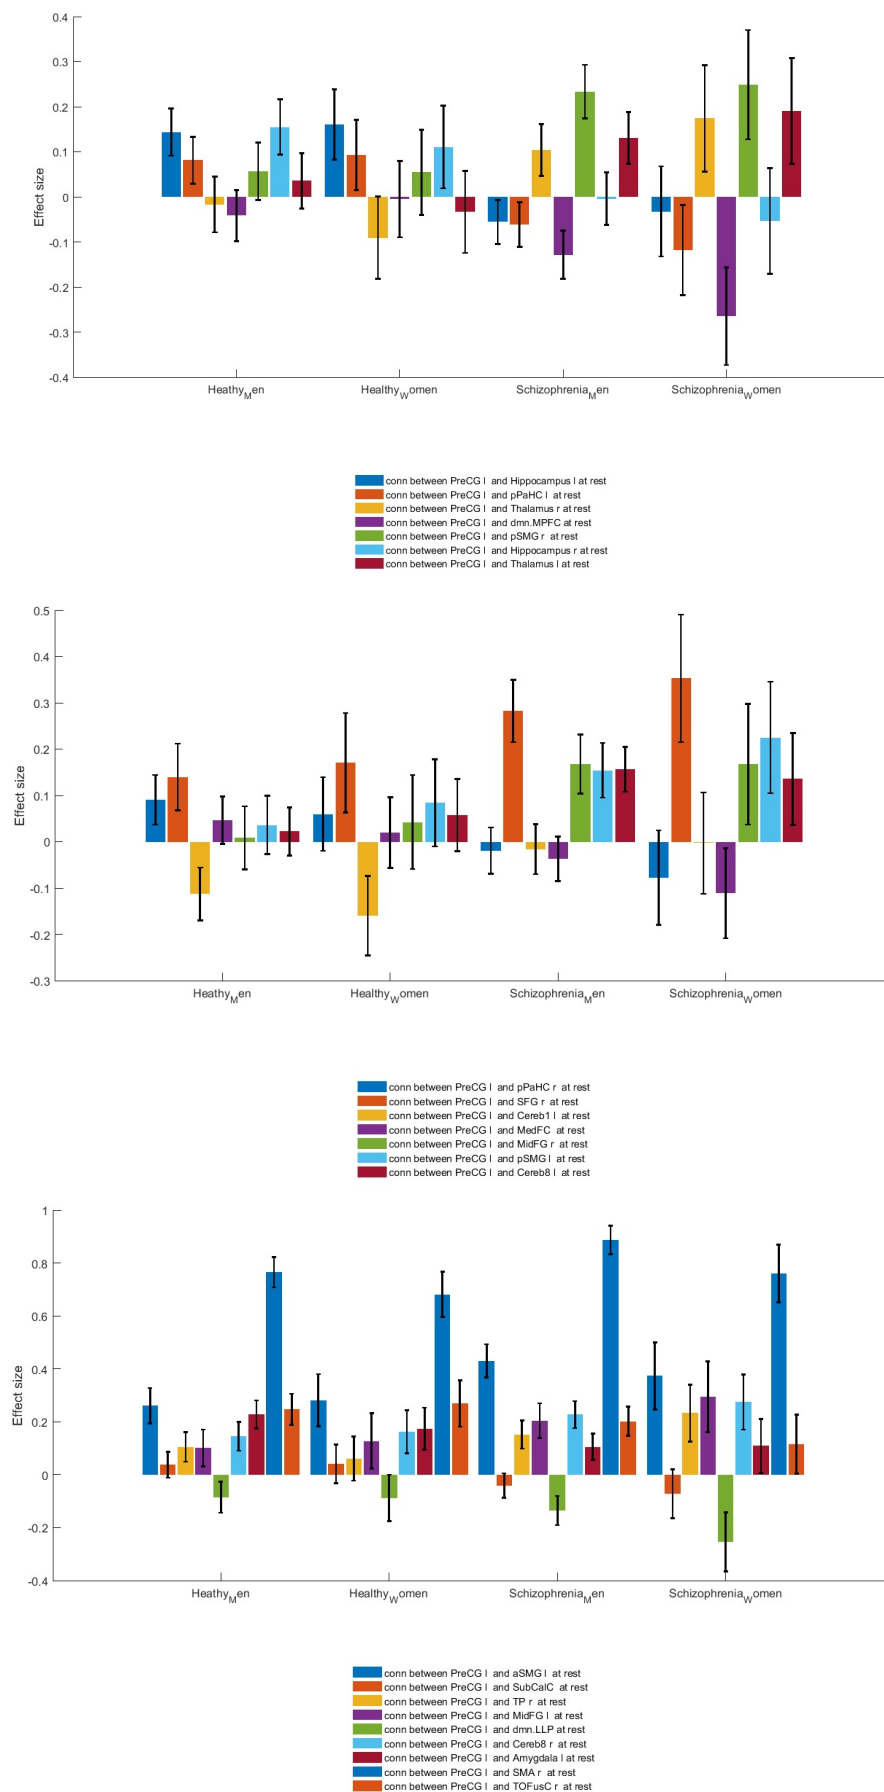 0.4
0.3
0.2
0.1
0
-0.1
-0.2
-0.3
-0.4
Effect size
Heathy_Men Healthy_Women Schizophrenia_Men Schizophrenia_Women
conn between PreCG l and Hippocampus l at rest
conn between PreCG l and pPaHC l at rest
conn between PreCG l and Thalamus r at rest
conn between PreCG l and dmn.MPFC at rest
conn between PreCG l and pSMG r at rest
conn between PreCG l and Hippocampus r at rest
conn between PreCG l and Thalamus l at rest
0.5
0.4
0.3
0.2
0.1
0
-0.1
-0.2
-0.3
Effect size
Heathy_Men Healthy_Women Schizophrenia_Men Schizophrenia_Women
conn between PreCG l and pPaHC r at rest
conn between PreCG l and SFG r at rest
conn between PreCG l and Cereb1 l at rest
conn between PreCG l and MedFC at rest
conn between PreCG l and MidFG r at rest
conn between PreCG l and pSMG l at rest
conn between PreCG l and Cereb8 l at rest
1
0.8
0.6
0.4
0.2
0
-0.2
-0.4
Effect size
Heathy_Men Healthy_Women Schizophrenia_Men Schizophrenia_Women
conn between PreCG l and aSMG l at rest
conn between PreCG l and SubCalC at rest
conn between PreCG l and TP r at rest
conn between PreCG l and MidFG l at rest
conn between PreCG l and dmn.LLP at rest
conn between PreCG l and Cereb8 r at rest
conn between PreCG l and Amygdala l at rest
conn between PreCG l and SMA r at rest
conn between PreCG l and TOFusC r at rest